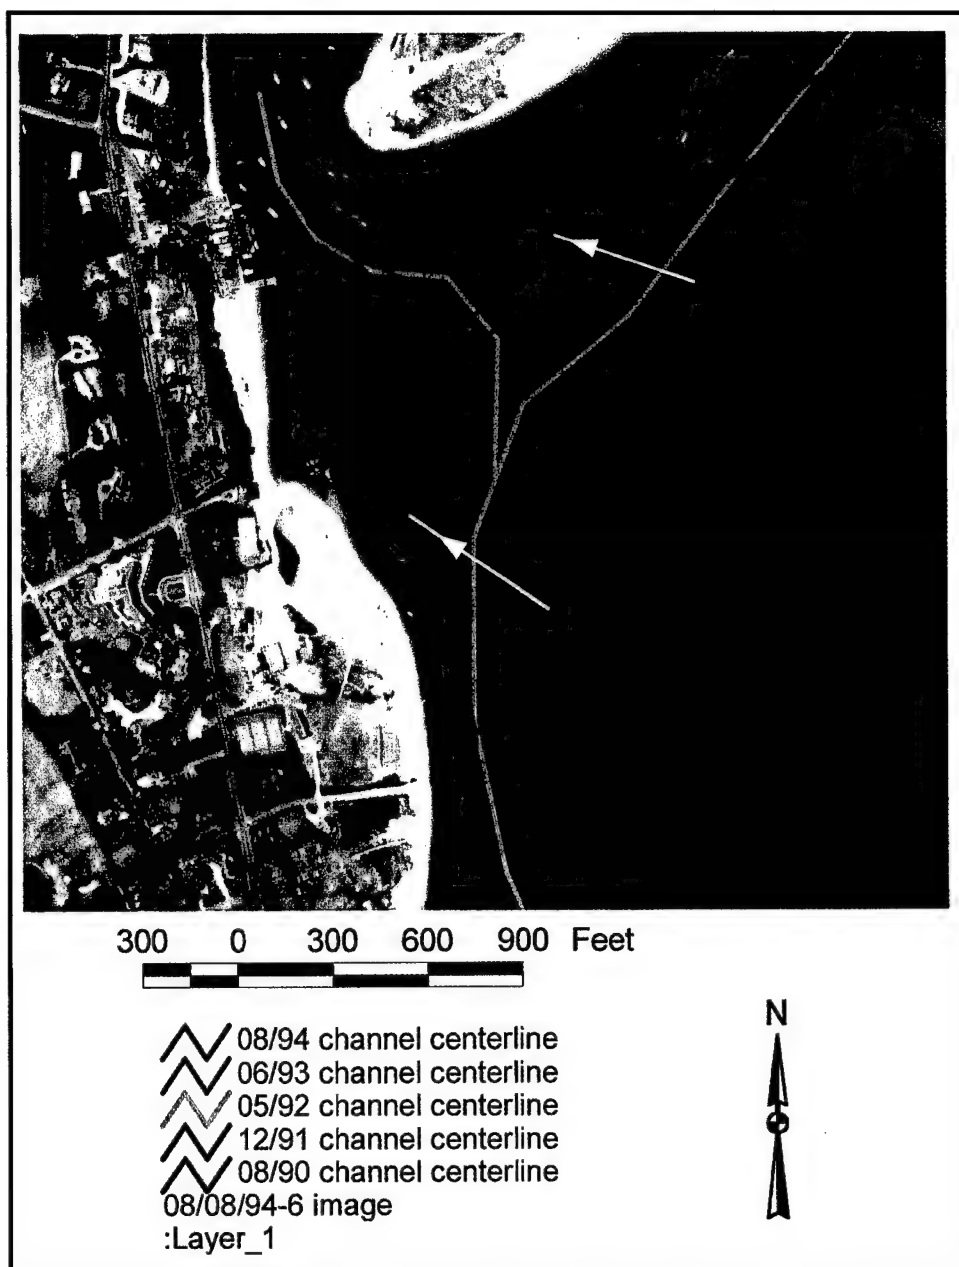 300 0 300 600 900 Feet
N
08/94 channel centerline
06/93 channel centerline
05/92 channel centerline
12/91 channel centerline
08/90 channel centerline
08/08/94-6 image
:Layer_1